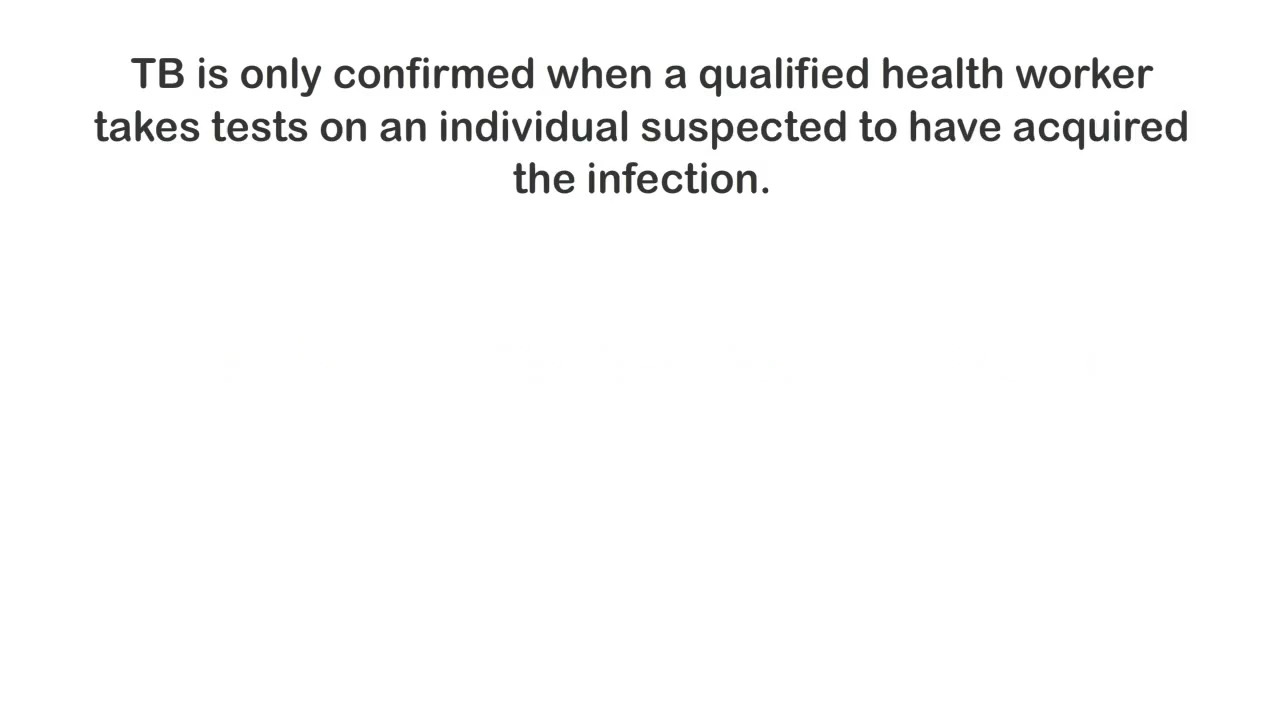 TB is only confirmed when a qualified health worker
takes tests on an individual suspected to have acquired
the infection.